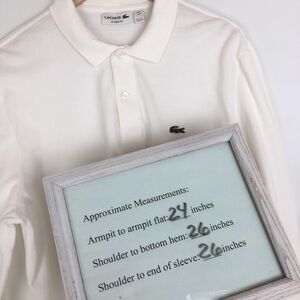 LACOSTE
Approximate Measurements:
Armpit to armpit flat: 24 inches
Shoulder to bottom hem: 26 inches
Shoulder to end of sleeve: 26 inches